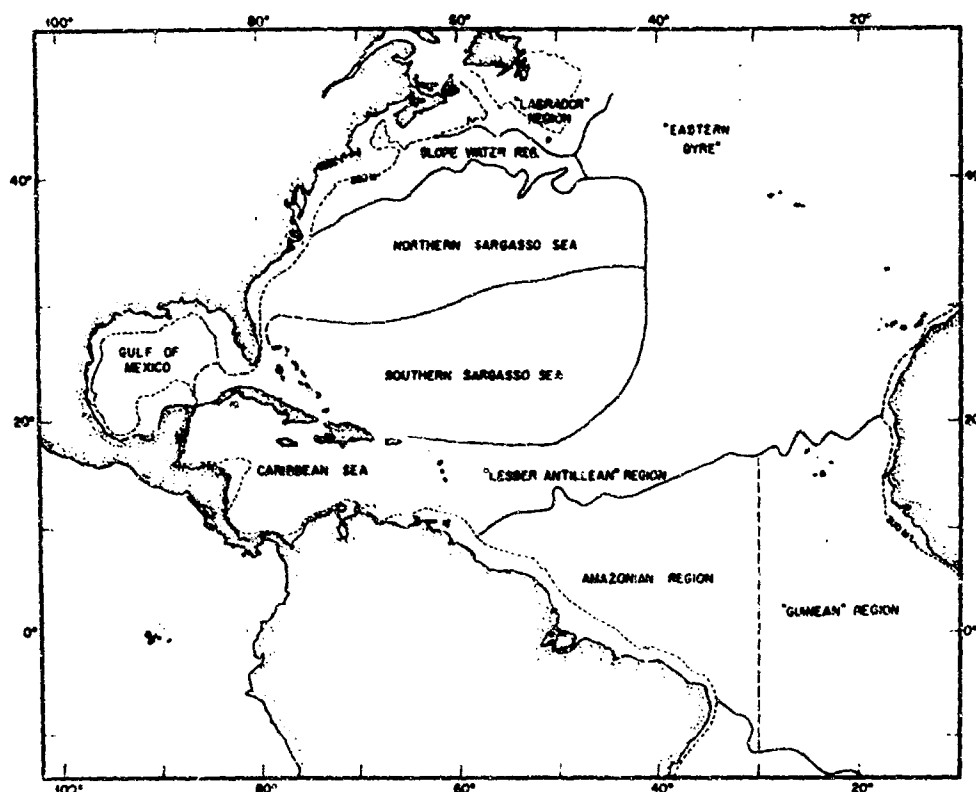 100°
80°
60°
40°
20°
"LABRADOR"
REGION
"EASTERN
GYRE"
SLOPE WATER REG.
200 m
40°
40°
NORTHERN SARGASSO SEA
GULF OF
MEXICO
SOUTHERN SARGASSO SEA
20°
20°
CARIBBEAN SEA
"LESSER ANTILLEAN" REGION
200 m
AMAZONIAN REGION
"GUINEAN" REGION
0°
0°
100°
80°
60°
40°
20°